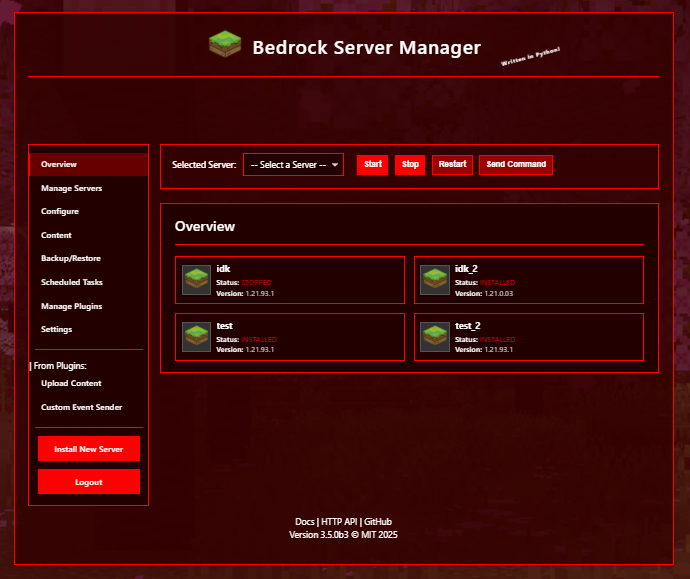 Bedrock Server Manager
Written in Python!
Overview
Manage Servers
Configure
Content
Backup/Restore
Scheduled Tasks
Manage Plugins
Settings
| From Plugins:
Upload Content
Custom Event Sender
Install New Server
Logout
Selected Server: -- Select a Server -- Start Stop Restart Send Command
Overview
idk
Status: STOPPED
Version: 1.21.93.1
idk_2
Status: INSTALLED
Version: 1.21.0.03
test
Status: INSTALLED
Version: 1.21.93.1
test_2
Status: INSTALLED
Version: 1.21.93.1
Docs | HTTP API | GitHub
Version 3.5.0b3 © MIT 2025